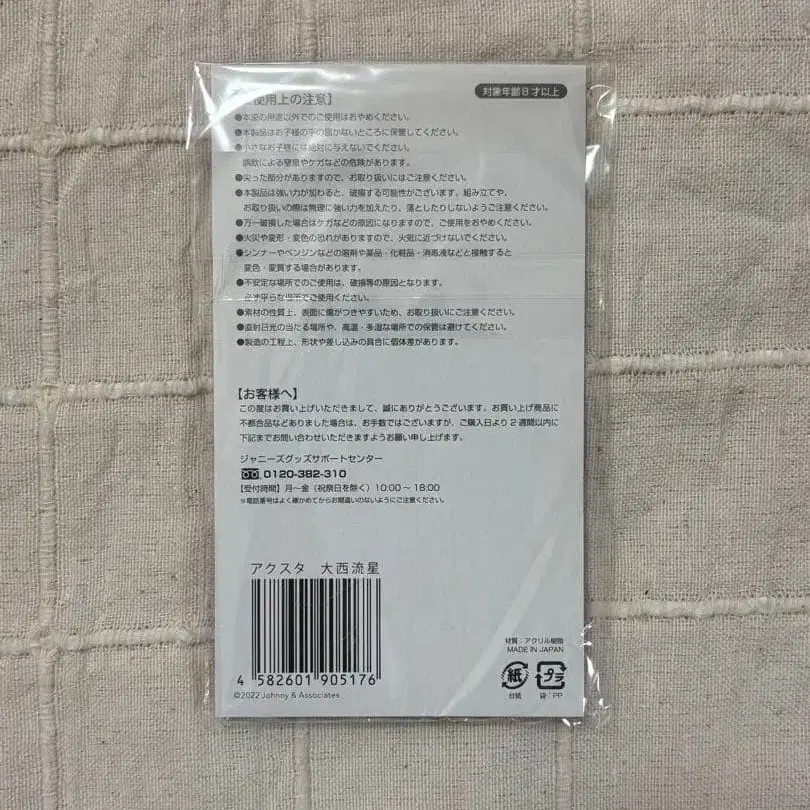 使用上の注意】
対象年齢8才以上
●本来の用途以外でのご使用はおやめください。
●本製品はお子様の手の届かないところに保管してください。
●小さなお子様には絶対に与えないでください。
誤飲による窒息やケガなどの危険があります。
●尖った部分がありますので、お取り扱いにはご注意ください。
●本製品は強い力が加わると、破損する可能性がございます。組み立てや、
お取り扱いの際は無理に強い力を加えたり、落としたりしないようご注意ください。
●万一破損した場合はケガなどの原因になりますので、ご使用をおやめください。
●火災や変形・変色の恐れがありますので、火気に近づけないでください。
●シンナーやベンジンなどの溶剤や薬品・化粧品・消毒液などと接触すると
変色・変質する場合があります。
●不安定な場所でのご使用は、破損等の原因となります。
必ず平らな場所でご使用ください。
●素材の性質上、表面に傷がつきやすいため、お取り扱いにご注意ください。
●直射日光の当たる場所や、高温・多湿な場所での保管は避けてください。
●製造の工程上、形状や差し込みの具合に個体差があります。
【お客様へ】
この度はお買い上げいただきまして、誠にありがとうございます。お買い上げ商品に
不都合品などありました場合は、お手数ではございますが、ご購入日より2週間以内に
下記までお問い合わせいただきますようお願い申し上げます。
ジャニーズグッズサポートセンター
0120-382-310
【受付時間】月～金（祝祭日を除く）10:00～18:00
※電話番号はよく確かめてからお間違いのないようにご注意ください。
アクスタ　大西流星
4 582601 905176
©2022 Johnny & Associates
材質：アクリル樹脂
MADE IN JAPAN
紙 プラ
台紙 袋：PP